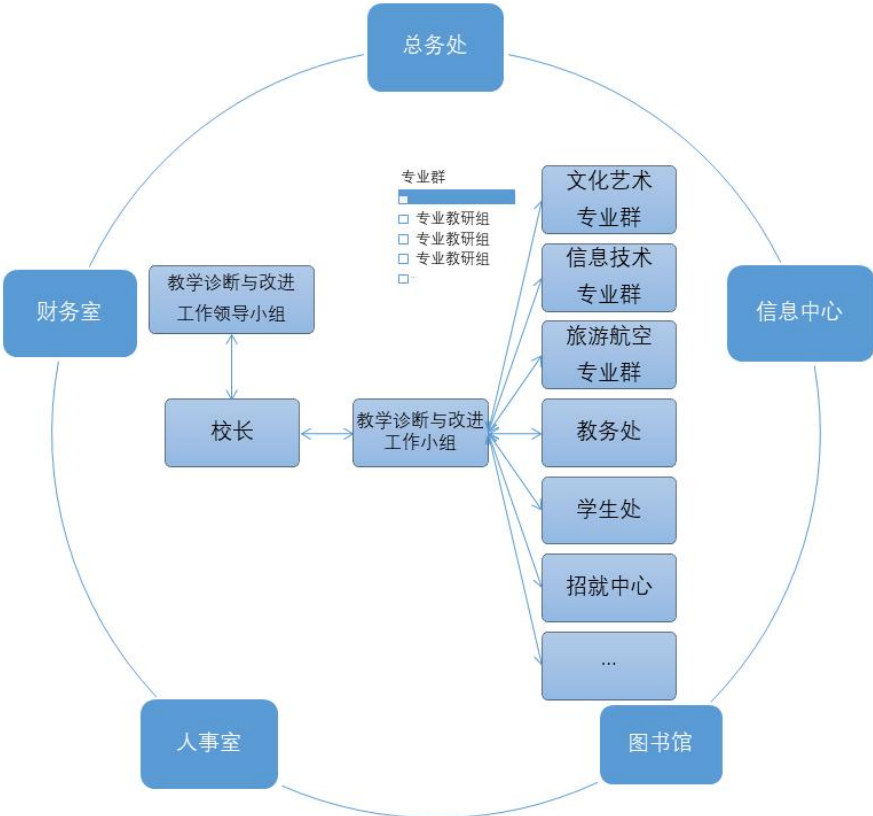 总务处
专业群
专业教研组
专业教研组
专业教研组
...
文化艺术
专业群
信息技术
专业群
旅游航空
专业群
教务处
学生处
招就中心
...
财务室
教学诊断与改进
工作领导小组
校长
教学诊断与改进
工作小组
信息中心
人事室
图书馆